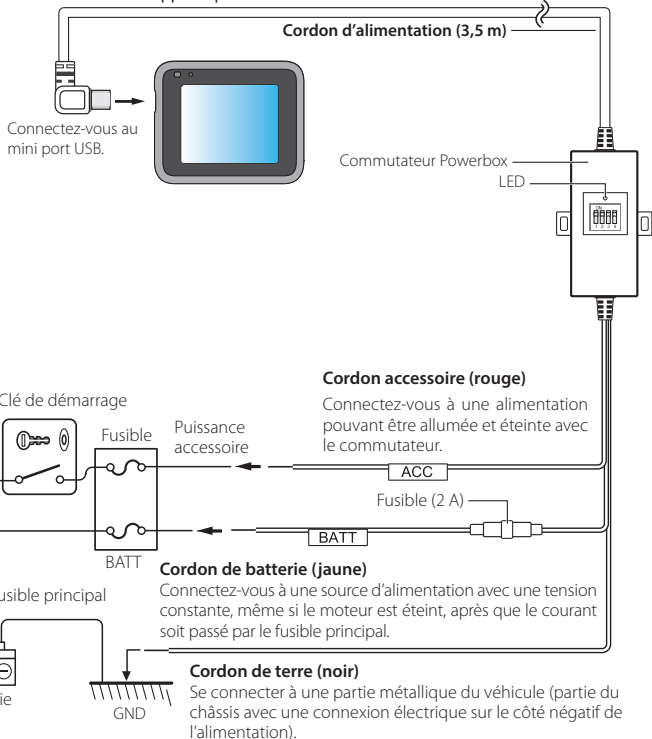 Cordon d'alimentation (3,5 m)
Connectez-vous au
mini port USB.
Commutateur Powerbox
LED
ON
1 2 3 4
Cordon accessoire (rouge)
Connectez-vous à une alimentation
pouvant être allumée et éteinte avec
le commutateur.
Clé de démarrage
Fusible
Puissance
accessoire
ACC
Fusible (2 A)
BATT
BATT
Cordon de batterie (jaune)
Connectez-vous à une source d'alimentation avec une tension
constante, même si le moteur est éteint, après que le courant
soit passé par le fusible principal.
usible principal
ie
GND
Cordon de terre (noir)
Se connecter à une partie métallique du véhicule (partie du
châssis avec une connexion électrique sur le côté négatif de
l'alimentation).